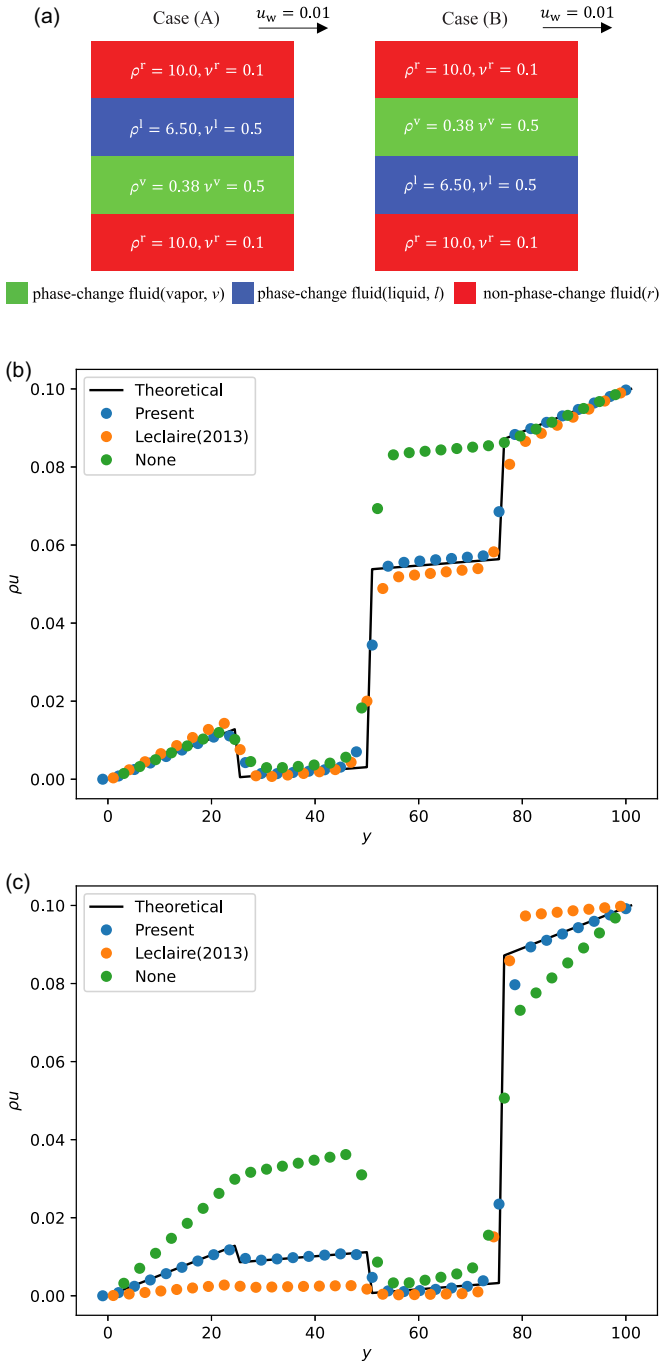 (a)
Case (A)
u_w = 0.01
Case (B)
u_w = 0.01
ρ^r = 10.0, ν^r = 0.1
ρ^l = 6.50, ν^l = 0.5
ρ^v = 0.38 ν^v = 0.5
ρ^r = 10.0, ν^r = 0.1
ρ^r = 10.0, ν^r = 0.1
ρ^v = 0.38 ν^v = 0.5
ρ^l = 6.50, ν^l = 0.5
ρ^r = 10.0, ν^r = 0.1
phase-change fluid(vapor, v)
phase-change fluid(liquid, l)
non-phase-change fluid(r)
(b)
Theoretical
Present
Leclaire(2013)
None
0.10
0.08
0.06
0.04
0.02
0.00
ρu
0 20 40 60 80 100
y
(c)
Theoretical
Present
Leclaire(2013)
None
0.10
0.08
0.06
0.04
0.02
0.00
ρu
0 20 40 60 80 100
y